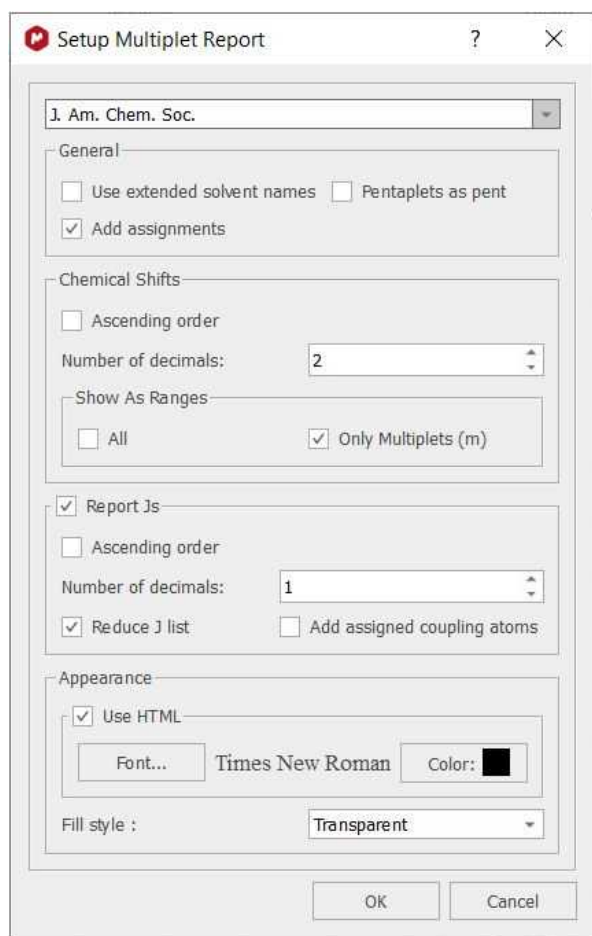 Setup Multiplet Report ?
J. Am. Chem. Soc.
General
Use extended solvent names Pentaplets as pent
Add assignments
Chemical Shifts
Ascending order
Number of decimals: 2
Show As Ranges
All Only Multiplets (m)
Report Js
Ascending order
Number of decimals: 1
Reduce J list Add assigned coupling atoms
Appearance
Use HTML
Font... Times New Roman Color:
Fill style : Transparent
OK Cancel